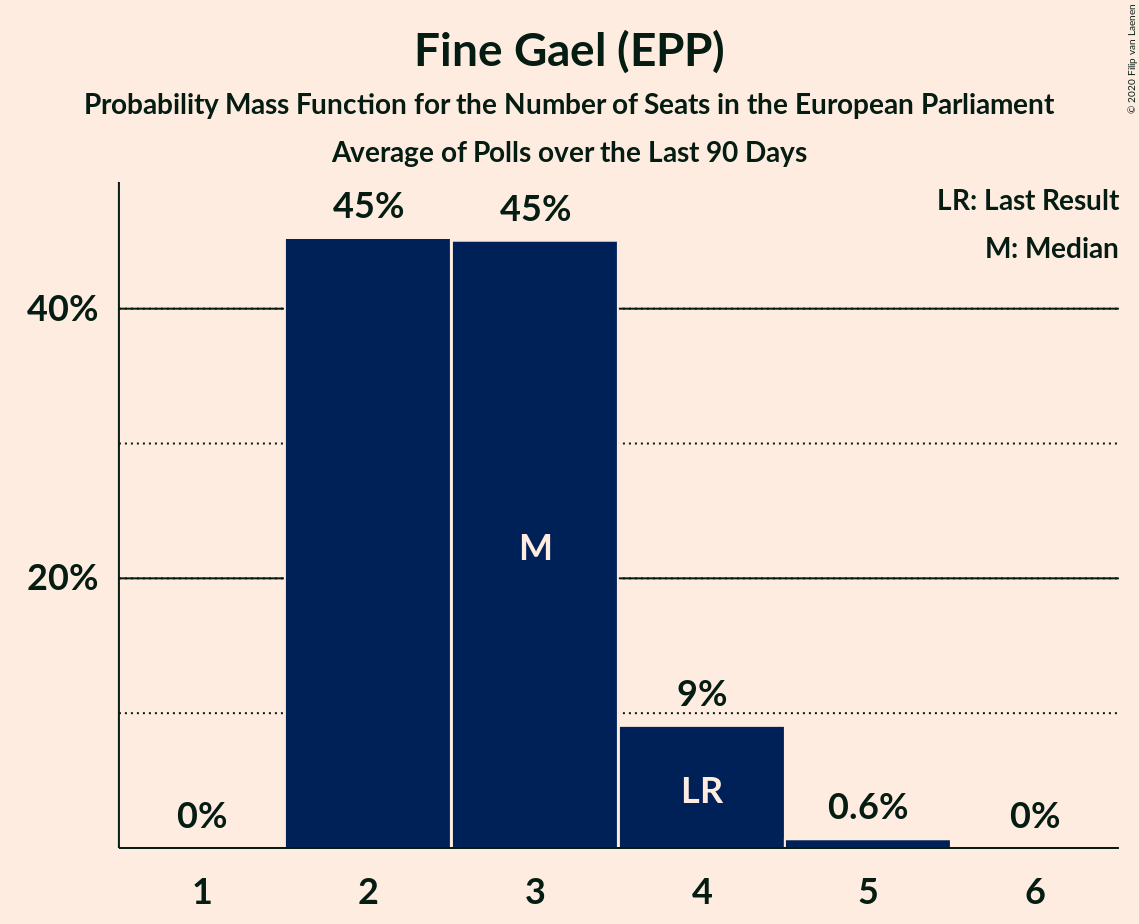 Fine Gael (EPP)
Probability Mass Function for the Number of Seats in the European Parliament
Average of Polls over the Last 90 Days
© 2020 Filip van Laenen
LR: Last Result
M: Median
45%
45%
40%
M
20%
9%
LR
0%
0.6%
0%
1
2
3
4
5
6